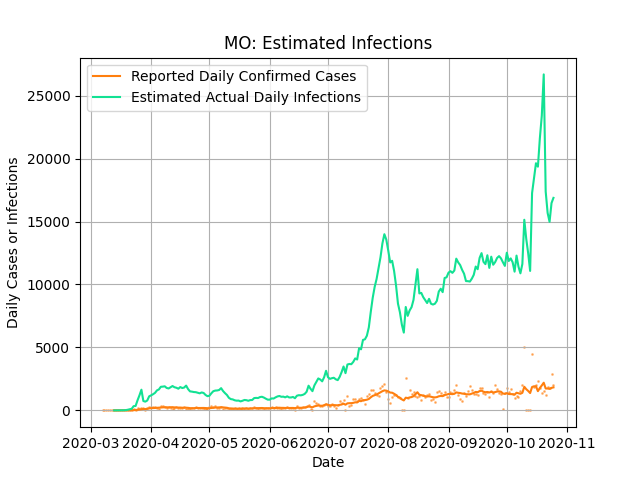 MO: Estimated Infections
Reported Daily Confirmed Cases
Estimated Actual Daily Infections
Daily Cases or Infections
25000
20000
15000
10000
5000
0
2020-03 2020-04 2020-05 2020-06 2020-07 2020-08 2020-09 2020-10 2020-11
Date